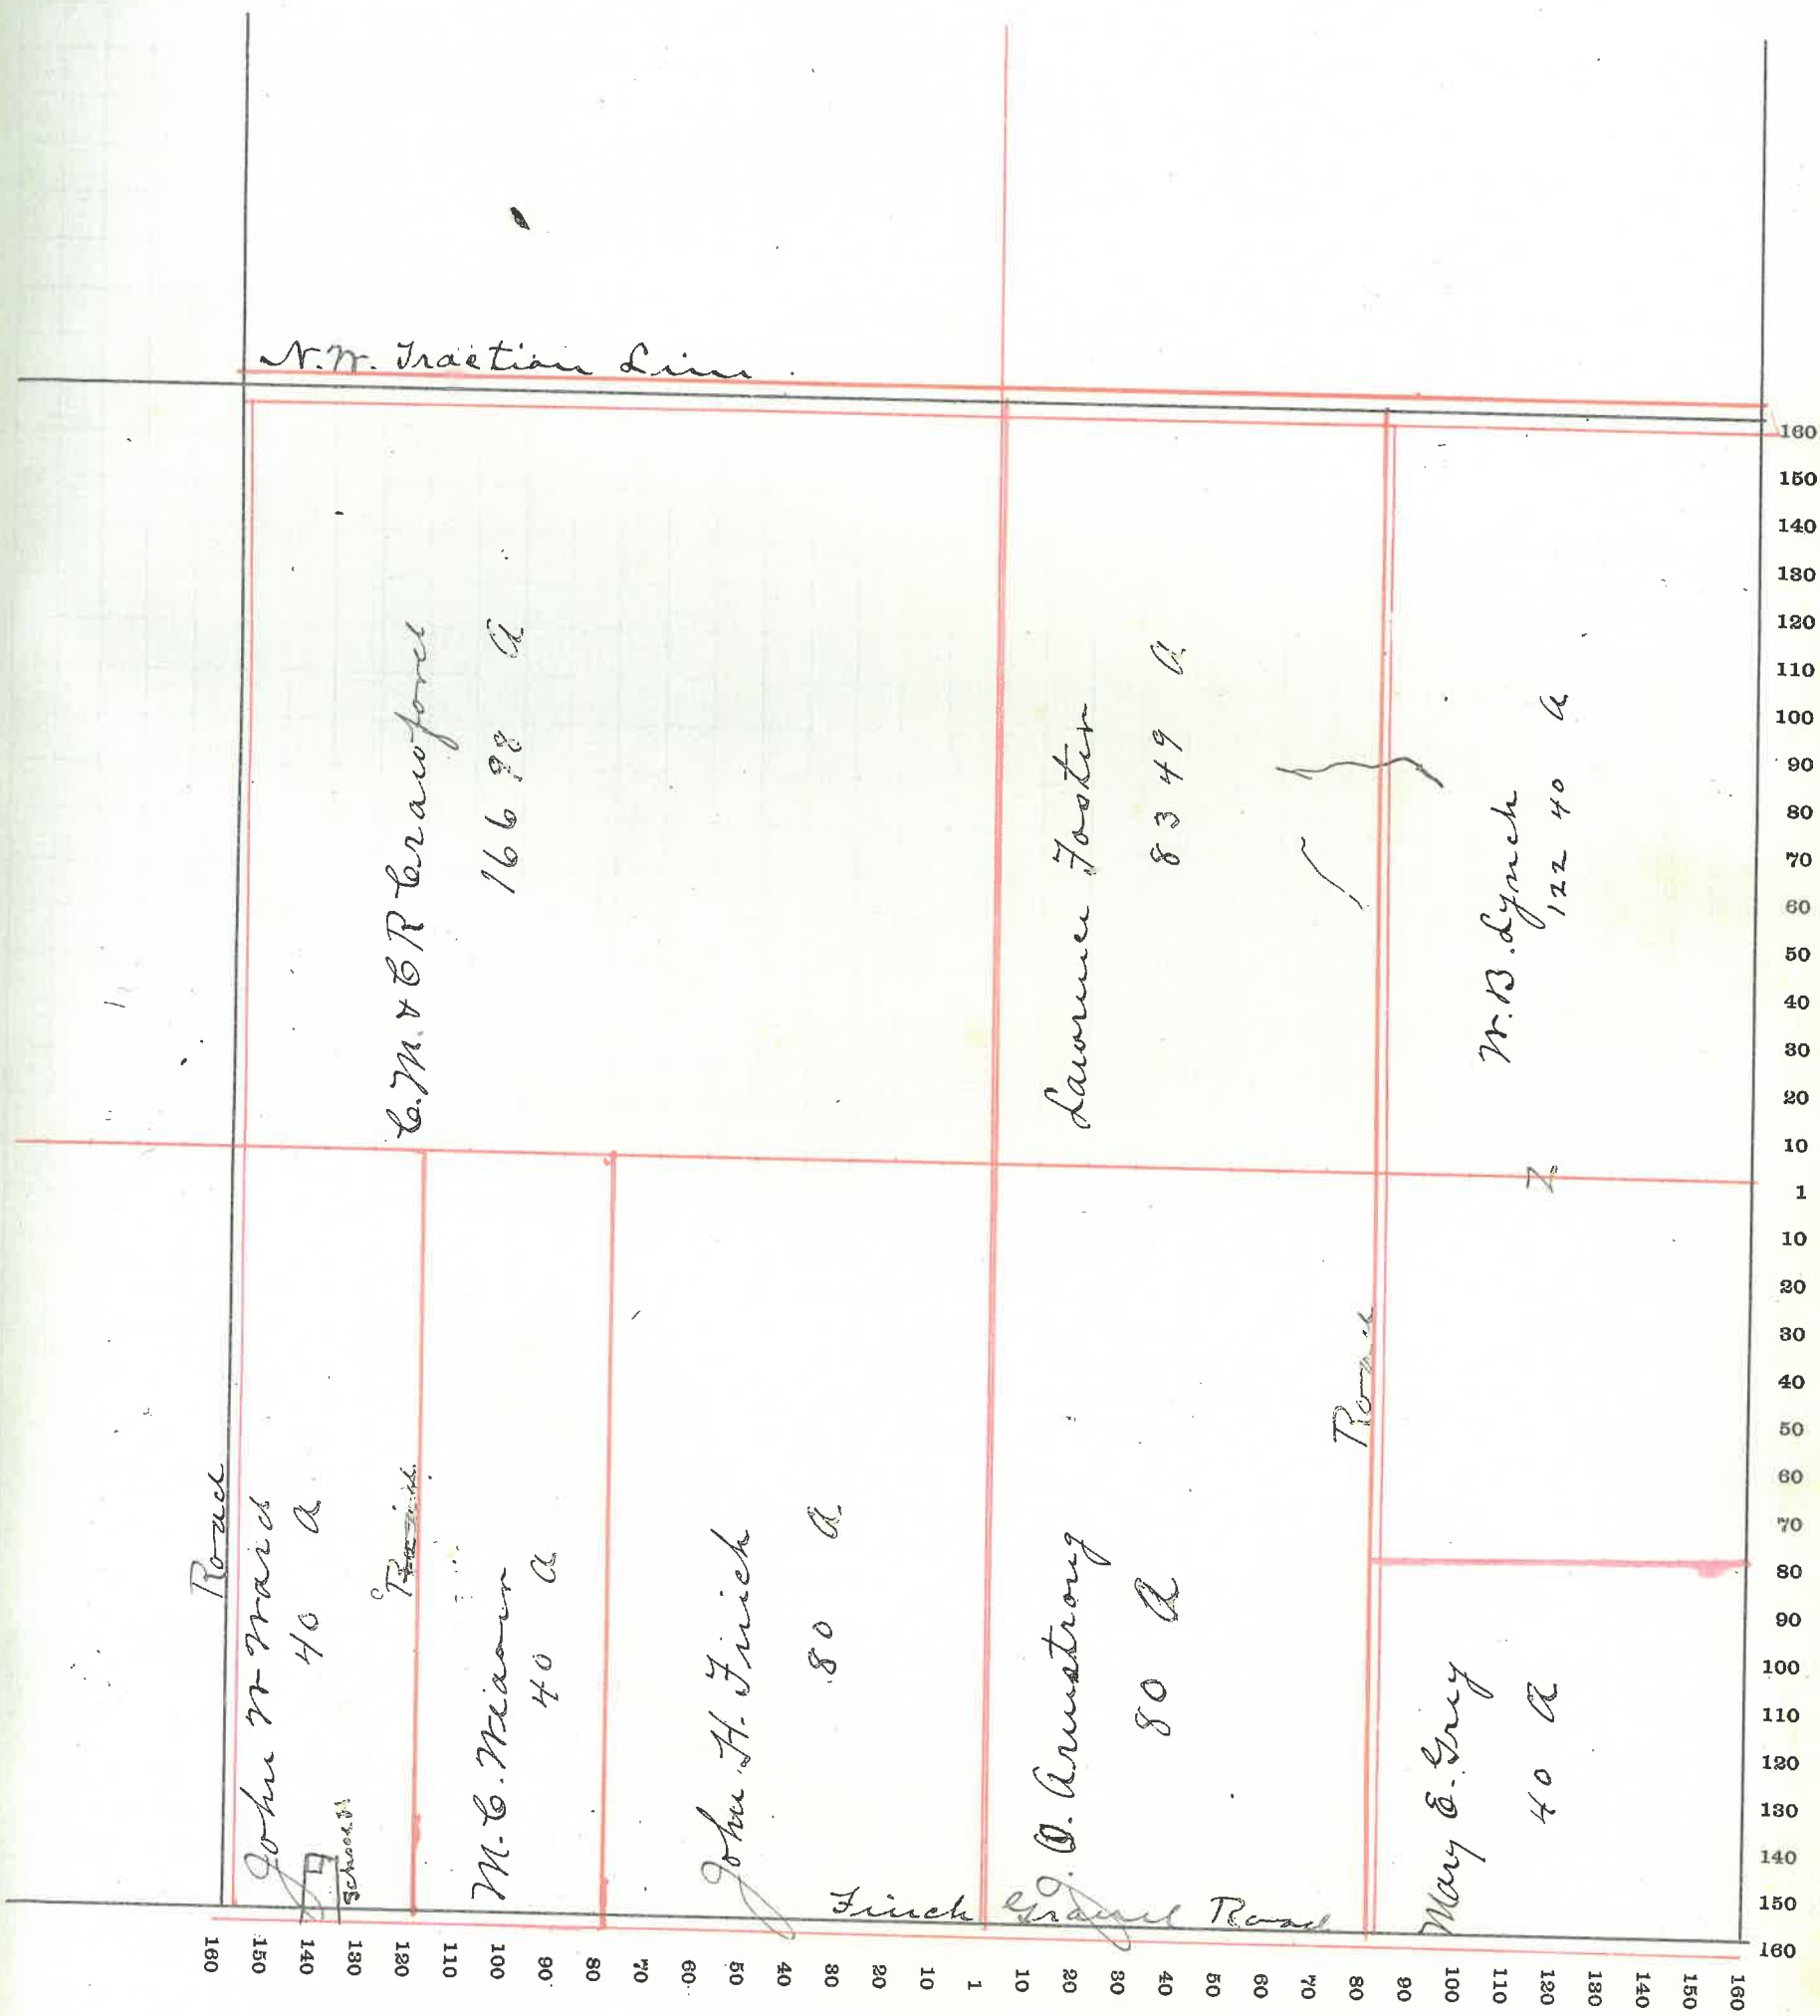 N.W. Traction Line
C. M. & C R Crawford
166 98 a
Lawrence Foster
83 49 a
W. B. Lynch
122 40 a
Road
John W Ward
40 a
School H
Road
40 a
John H. Finch
80 a
J. O. Armstrong
80 a
Road
Mary E. Gray
40 a
Finch Gravel Road
160
150
140
130
120
110
100
90
80
70
60
50
40
30
20
10
1
10
20
30
40
50
60
70
80
90
100
110
120
130
140
150
160
160 150 140 130 120 110 100 90 80 70 60 50 40 30 20 10 1 10 20 30 40 50 60 70 80 90 100 110 120 130 140 150 160